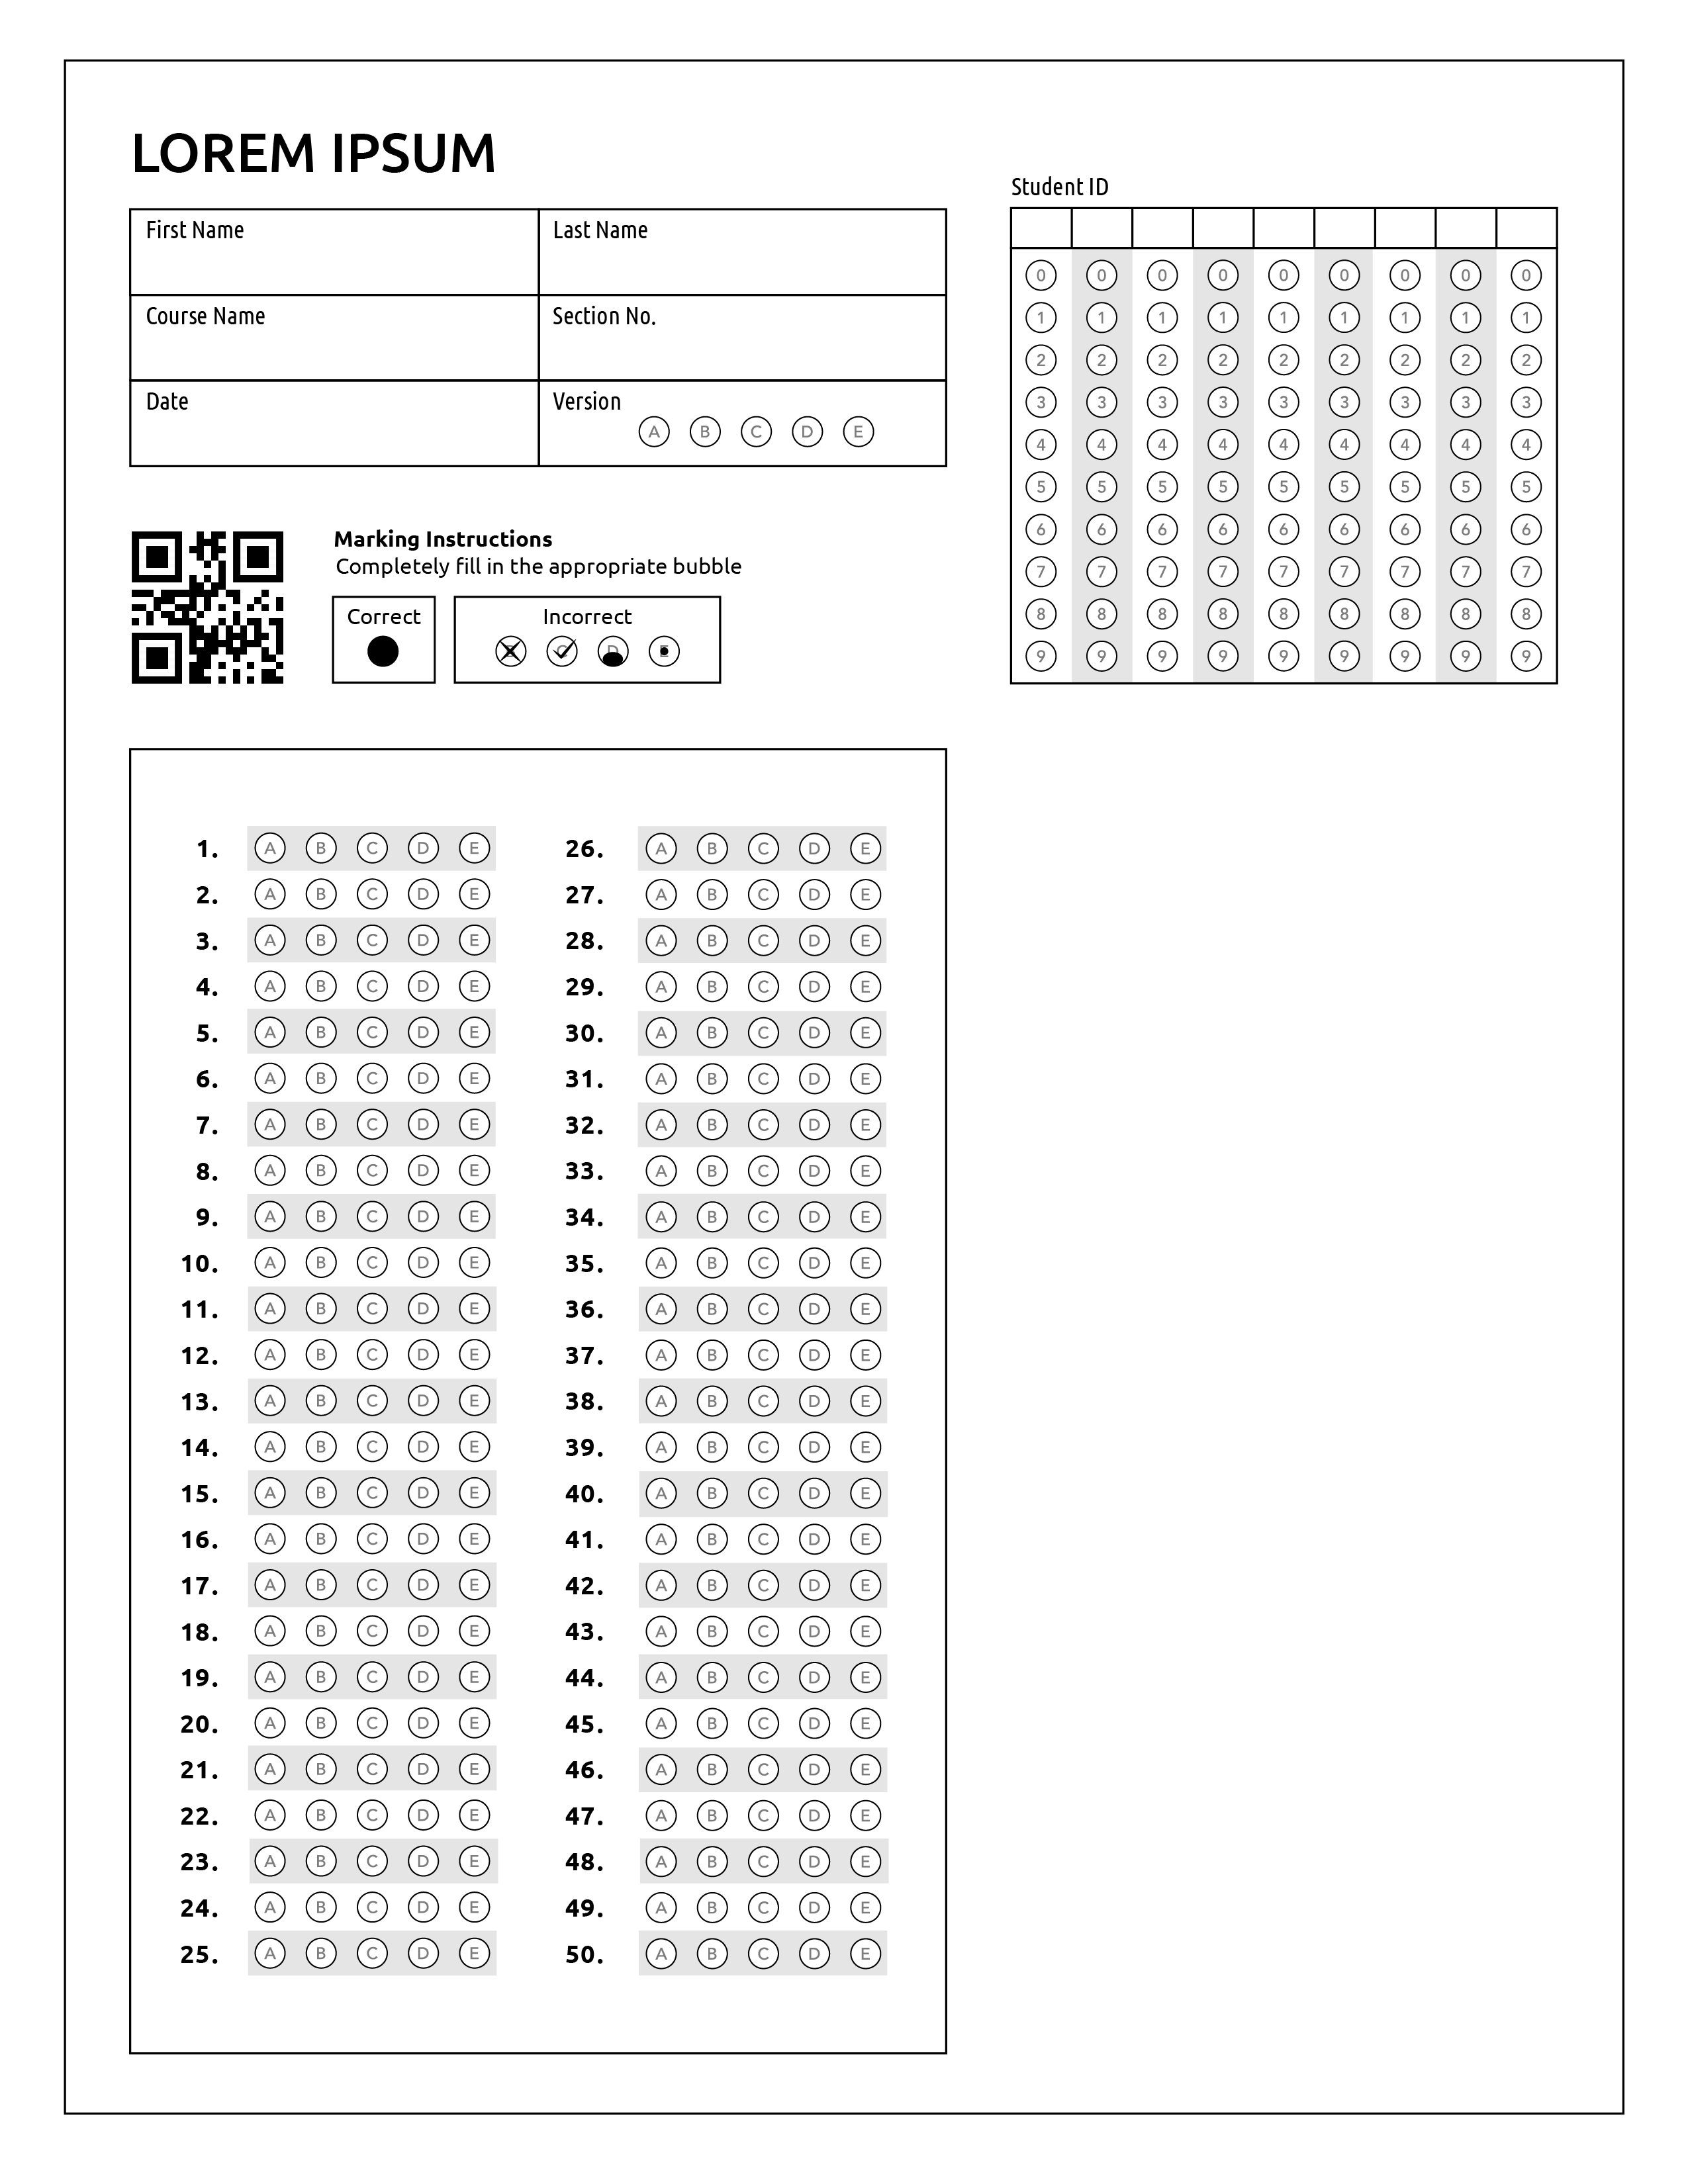 LOREM IPSUM
Student ID
First Name Last Name
Course Name Section No.
Date Version
A B C D E
0 0 0 0 0 0 0 0 0
1 1 1 1 1 1 1 1 1
2 2 2 2 2 2 2 2 2
3 3 3 3 3 3 3 3 3
4 4 4 4 4 4 4 4 4
5 5 5 5 5 5 5 5 5
6 6 6 6 6 6 6 6 6
7 7 7 7 7 7 7 7 7
8 8 8 8 8 8 8 8 8
9 9 9 9 9 9 9 9 9
Marking Instructions
Completely fill in the appropriate bubble
Correct Incorrect
1. A B C D E
2. A B C D E
3. A B C D E
4. A B C D E
5. A B C D E
6. A B C D E
7. A B C D E
8. A B C D E
9. A B C D E
10. A B C D E
11. A B C D E
12. A B C D E
13. A B C D E
14. A B C D E
15. A B C D E
16. A B C D E
17. A B C D E
18. A B C D E
19. A B C D E
20. A B C D E
21. A B C D E
22. A B C D E
23. A B C D E
24. A B C D E
25. A B C D E
26. A B C D E
27. A B C D E
28. A B C D E
29. A B C D E
30. A B C D E
31. A B C D E
32. A B C D E
33. A B C D E
34. A B C D E
35. A B C D E
36. A B C D E
37. A B C D E
38. A B C D E
39. A B C D E
40. A B C D E
41. A B C D E
42. A B C D E
43. A B C D E
44. A B C D E
45. A B C D E
46. A B C D E
47. A B C D E
48. A B C D E
49. A B C D E
50. A B C D E